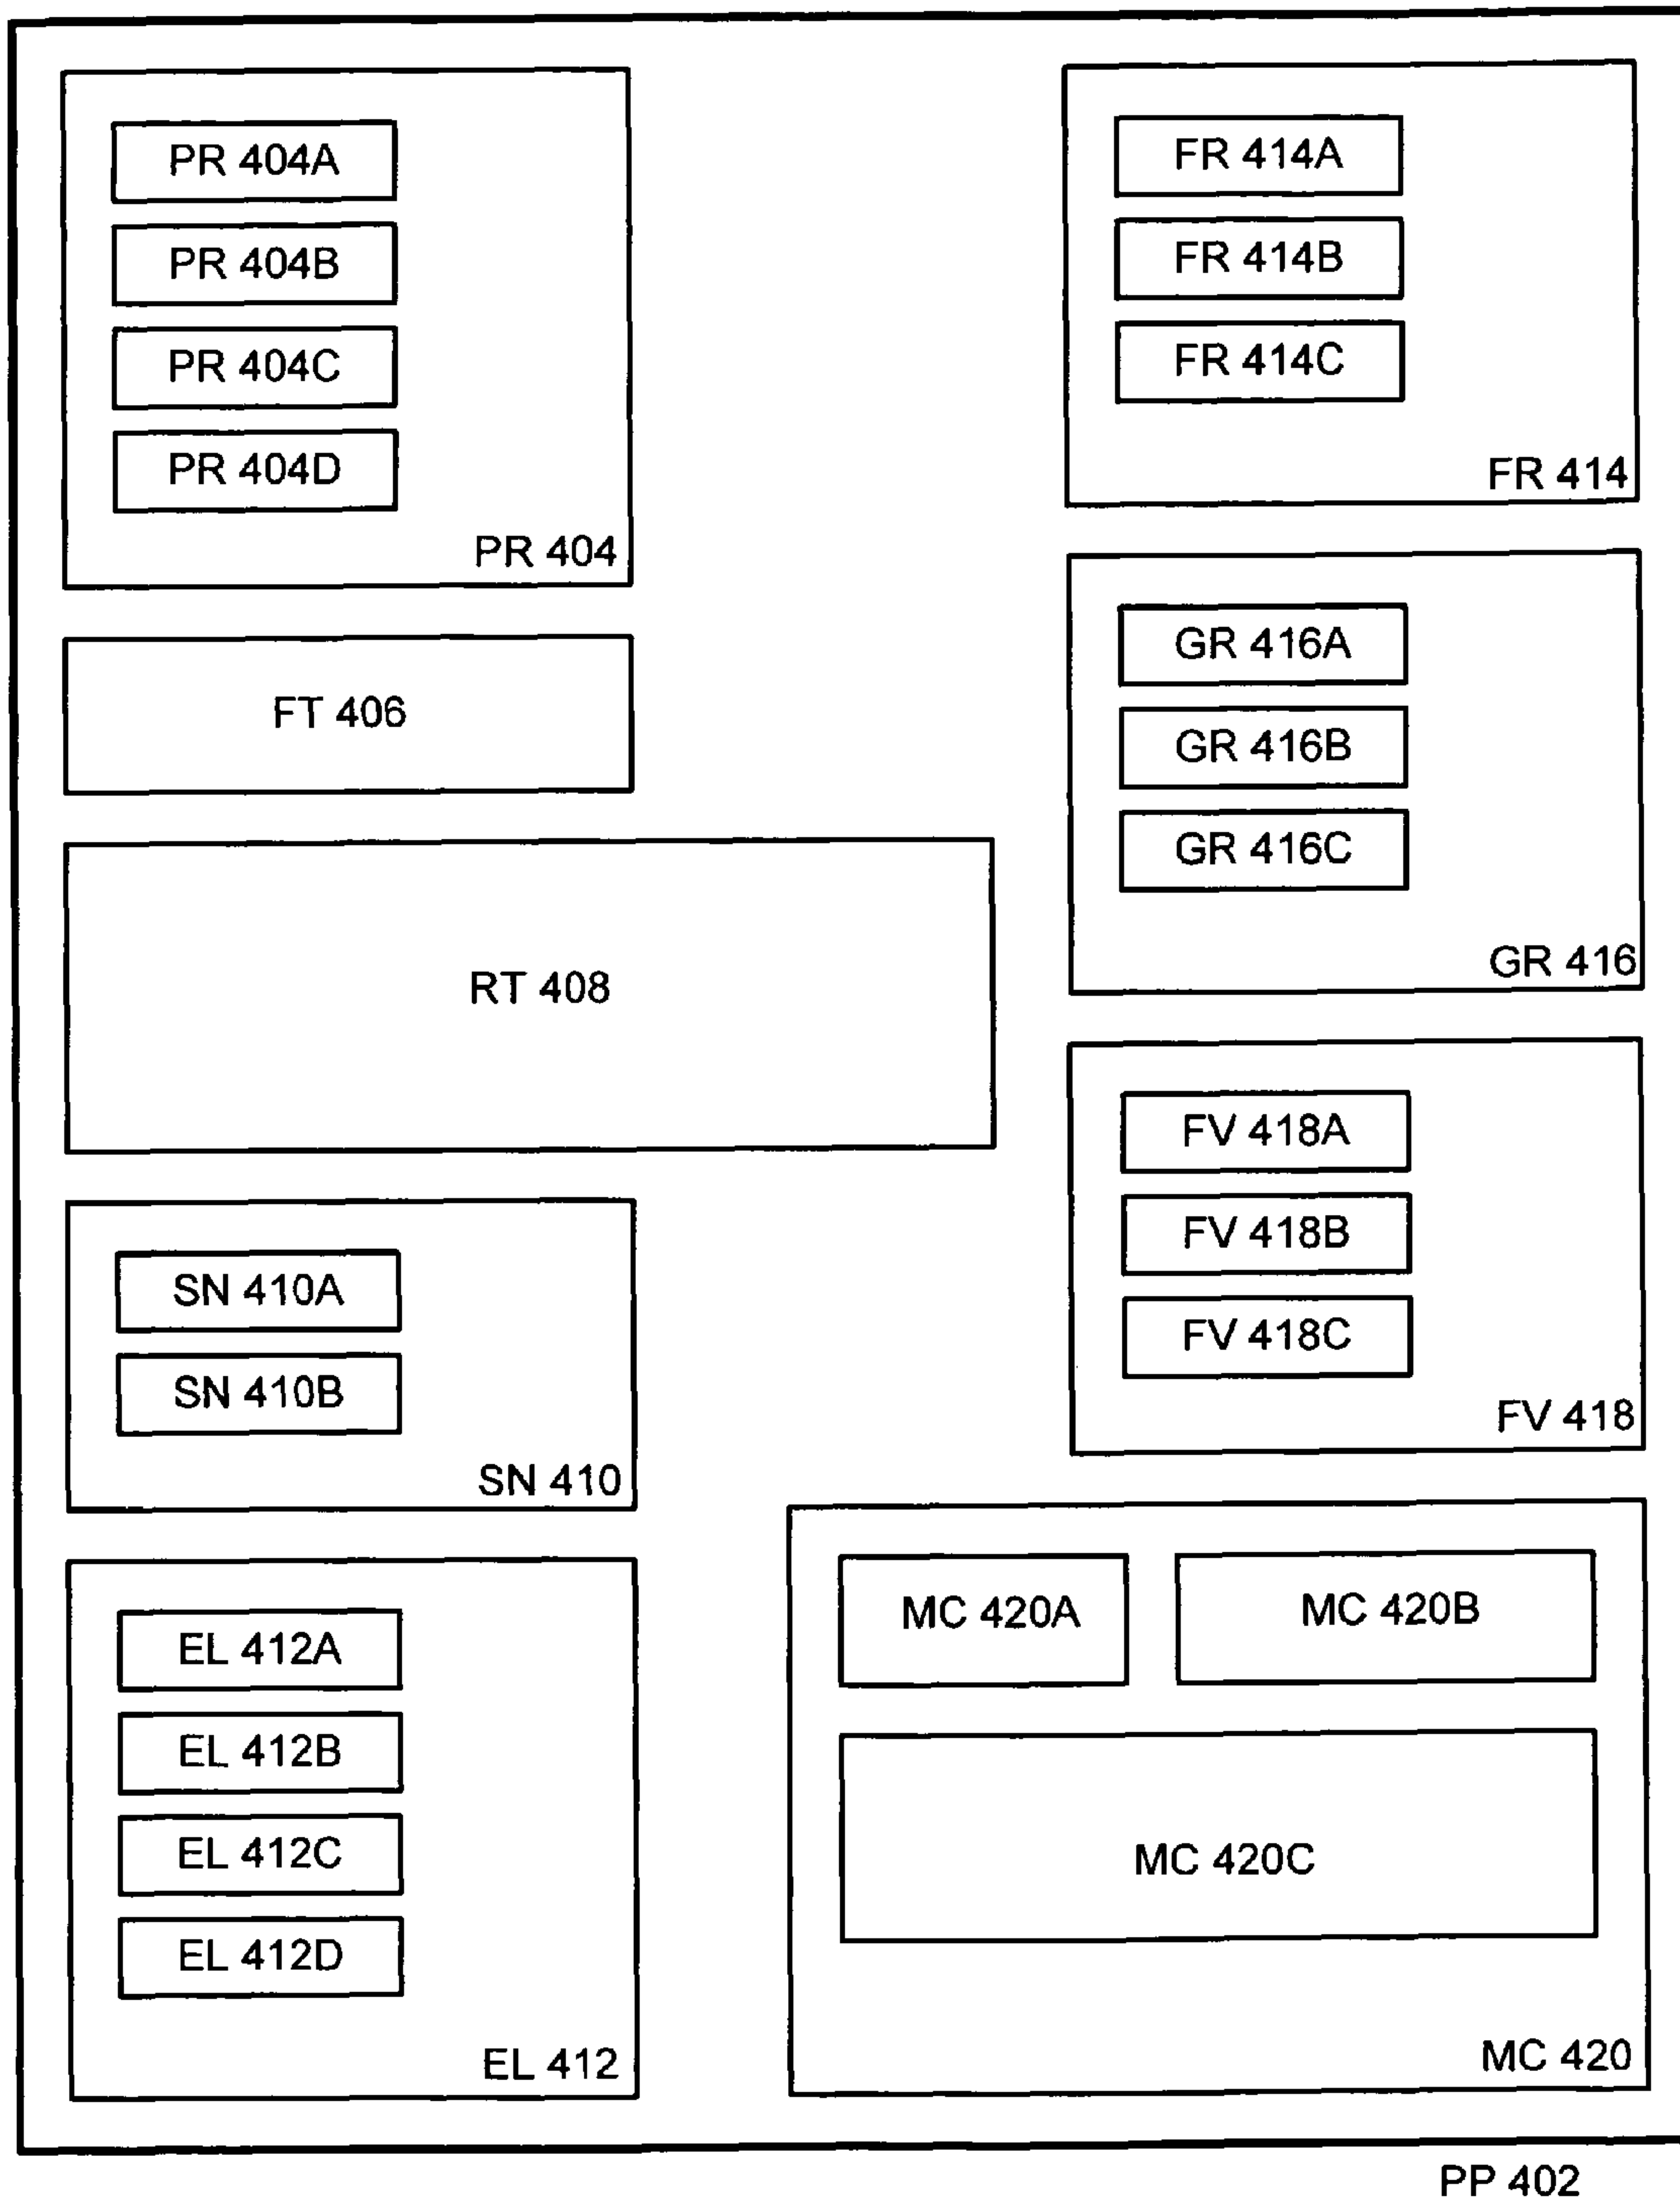 PR 404A
PR 404B
PR 404C
PR 404D
PR 404
FT 406
RT 408
SN 410A
SN 410B
SN 410
EL 412A
EL 412B
EL 412C
EL 412D
EL 412
FR 414A
FR 414B
FR 414C
FR 414
GR 416A
GR 416B
GR 416C
GR 416
FV 418A
FV 418B
FV 418C
FV 418
MC 420A
MC 420B
MC 420C
MC 420
PP 402